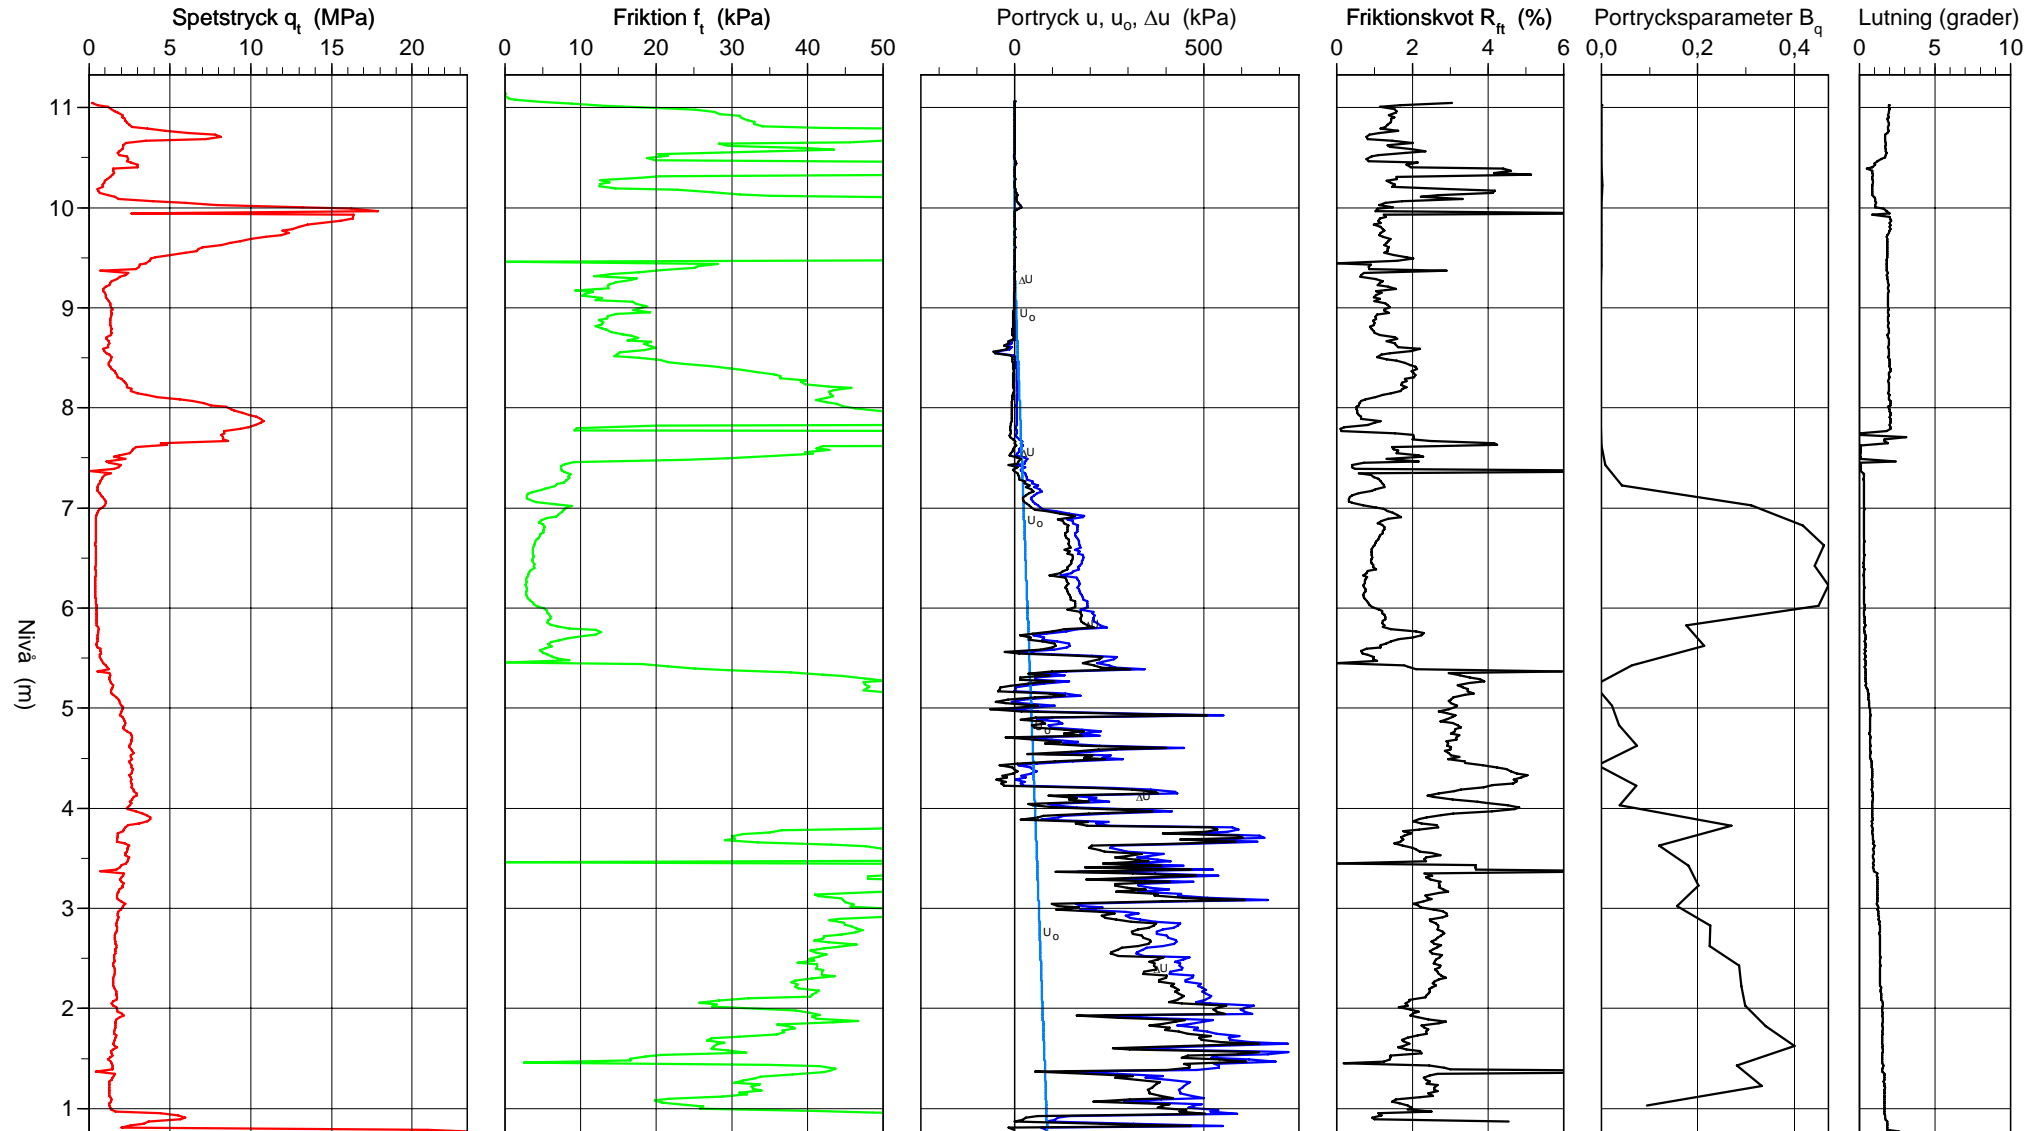 Spetstryck qt (MPa) Friktion ft (kPa) Portryck u, uo, Δu (kPa) Friktionskvot Rft (%) Portrycksparameter Bq Lutning (grader)
0 5 10 15 20 0 10 20 30 40 50 0 500 0 2 4 6 0,0 0,2 0,4 0 5 10
11
10
9
8
7
6
5
4
3
2
1
Nivå (m)
ΔU
Uo
ΔU
Uo
ΔU
Uo
ΔU
Uo
ΔU